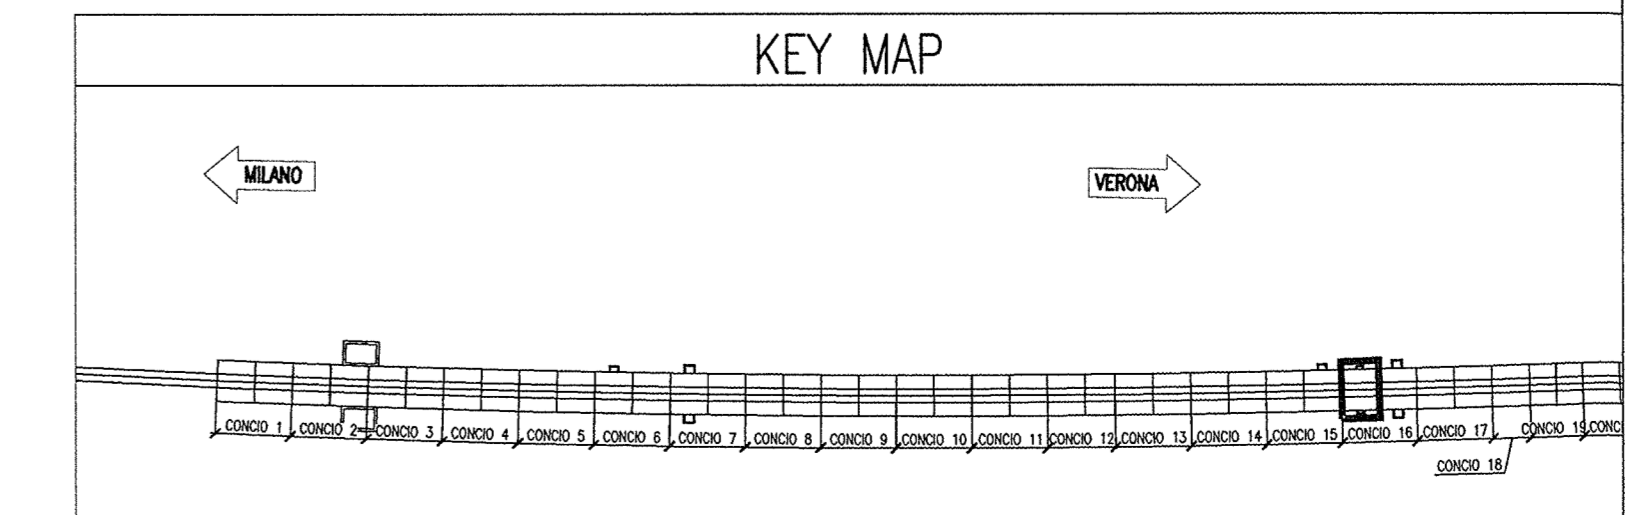 KEY MAP
MILANO
VERONA
CONCIO 1
CONCIO 2
CONCIO 3
CONCIO 4
CONCIO 5
CONCIO 6
CONCIO 7
CONCIO 8
CONCIO 9
CONCIO 10
CONCIO 11
CONCIO 12
CONCIO 13
CONCIO 14
CONCIO 15
CONCIO 16
CONCIO 17
CONCIO 19
CONC
CONCIO 18